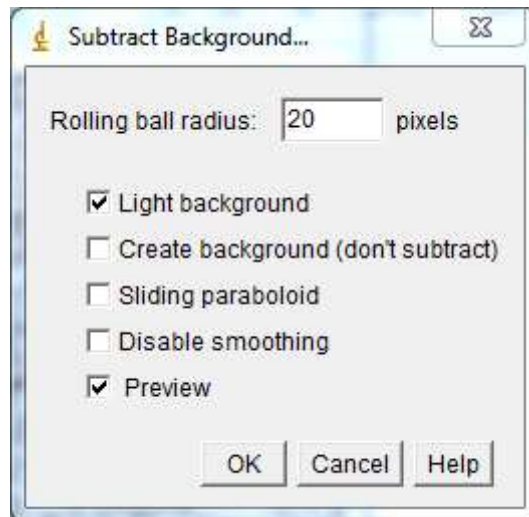 Subtract Background...
Rolling ball radius: 20 pixels
Light background
Create background (don't subtract)
Sliding paraboloid
Disable smoothing
Preview
OK Cancel Help